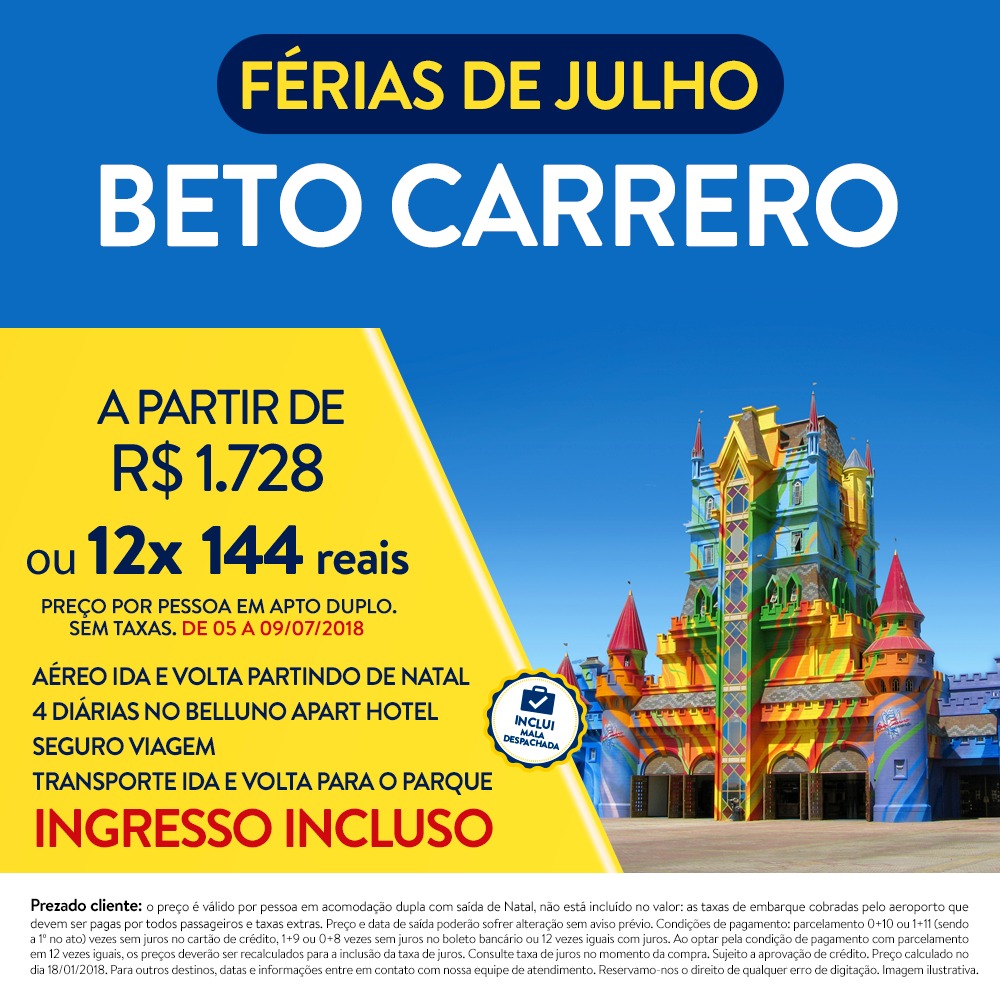 FÉRIAS DE JULHO
BETO CARRERO
A PARTIR DE
R$ 1.728
ou 12x 144 reais
PREÇO POR PESSOA EM APTO DUPLO.
SEM TAXAS. DE 05 A 09/07/2018
AÉREO IDA E VOLTA PARTINDO DE NATAL
4 DIÁRIAS NO BELLUNO APART HOTEL
SEGURO VIAGEM
TRANSPORTE IDA E VOLTA PARA O PARQUE
INGRESSO INCLUSO
INCLUI
MALA
DESPACHADA
Prezado cliente: o preço é válido por pessoa em acomodação dupla com saída de Natal, não está incluído no valor: as taxas de embarque cobradas pelo aeroporto que
devem ser pagas por todos passageiros e taxas extras. Preço e data de saída poderão sofrer alteração sem aviso prévio. Condições de pagamento: parcelamento 0+10 ou 1+11 (sendo
a 1º no ato) vezes sem juros no cartão de crédito, 1+9 ou 0+8 vezes sem juros no boleto bancário ou 12 vezes iguais com juros. Ao optar pela condição de pagamento com parcelamento
em 12 vezes iguais, os preços deverão ser recalculados para a inclusão da taxa de juros. Consulte taxa de juros no momento da compra. Sujeito a aprovação de crédito. Preço calculado no
dia 18/01/2018. Para outros destinos, datas e informações entre em contato com nossa equipe de atendimento. Reservamo-nos o direito de qualquer erro de digitação. Imagem ilustrativa.